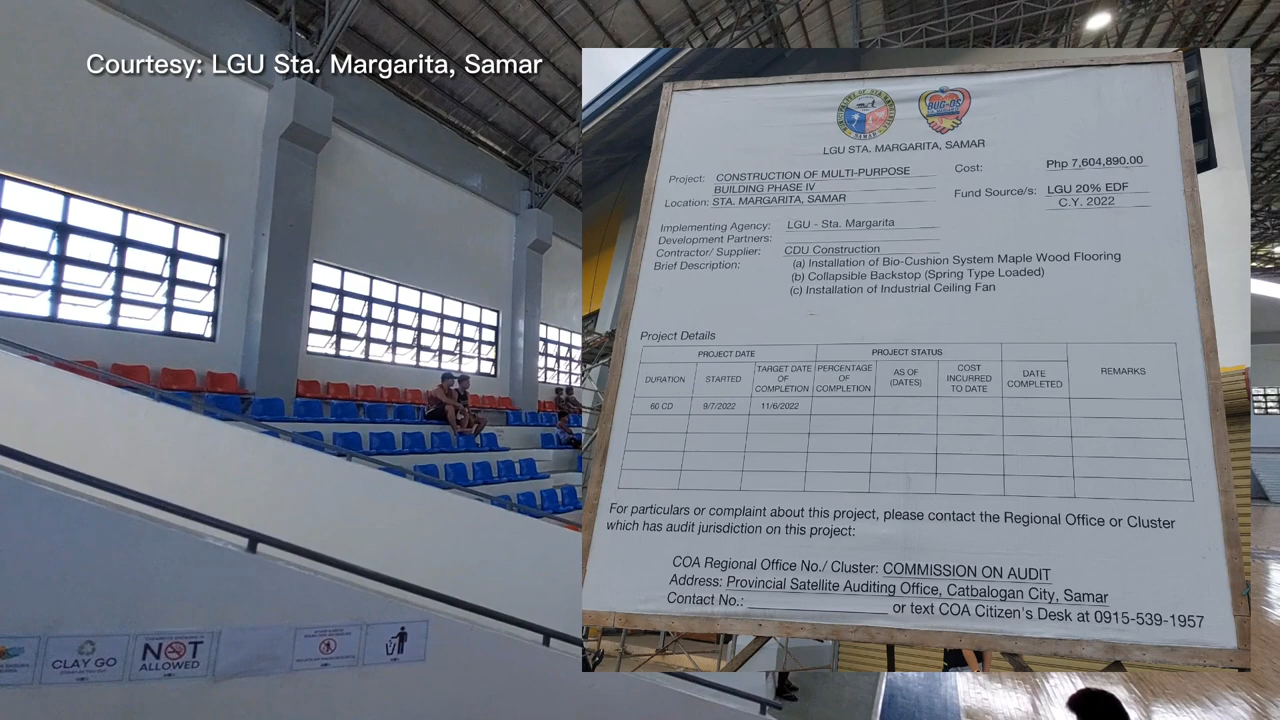 Courtesy: LGU Sta. Margarita, Samar
BUG-OS
LGU STA. MARGARITA, SAMAR
Project: CONSTRUCTION OF MULTI-PURPOSE
BUILDING PHASE IV
Location: STA. MARGARITA, SAMAR
Cost: Php 7,604,890.00
Fund Source/s: LGU 20% EDF
C.Y. 2022
Implementing Agency: LGU - Sta. Margarita
Development Partners:
Contractor/ Supplier: CDU Construction
Brief Description: (a) Installation of Bio-Cushion System Maple Wood Flooring
(b) Collapsible Backstop (Spring Type Loaded)
(c) Installation of Industrial Ceiling Fan
Project Details
PROJECT DATE PROJECT STATUS
DURATION STARTED TARGET DATE OF COMPLETION PERCENTAGE OF COMPLETION AS OF (DATES) COST INCURRED TO DATE DATE COMPLETED REMARKS
60 CD 9/7/2022 11/6/2022
For particulars or complaint about this project, please contact the Regional Office or Cluster
which has audit jurisdiction on this project:
COA Regional Office No./ Cluster: COMMISSION ON AUDIT
Address: Provincial Satellite Auditing Office, Catbalogan City, Samar
Contact No.: or text COA Citizen's Desk at 0915-539-1957
CLAY GO
NOT
ALLOWED